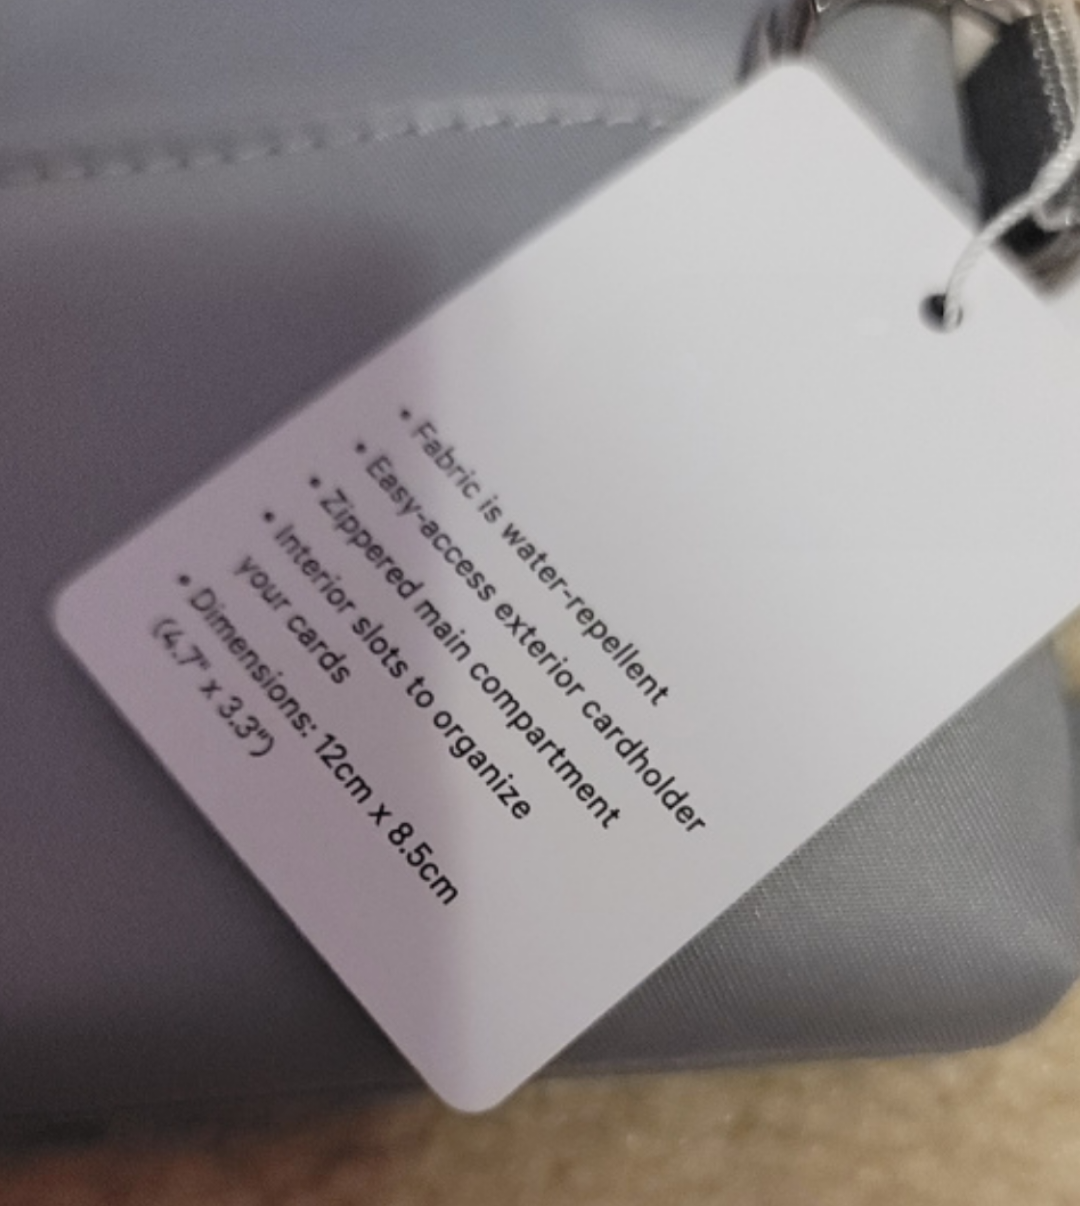 • Fabric is water-repellent
• Easy-access exterior cardholder
• Zippered main compartment
• Interior slots to organize
your cards
• Dimensions: 12cm x 8.5cm
(4.7" x 3.3")